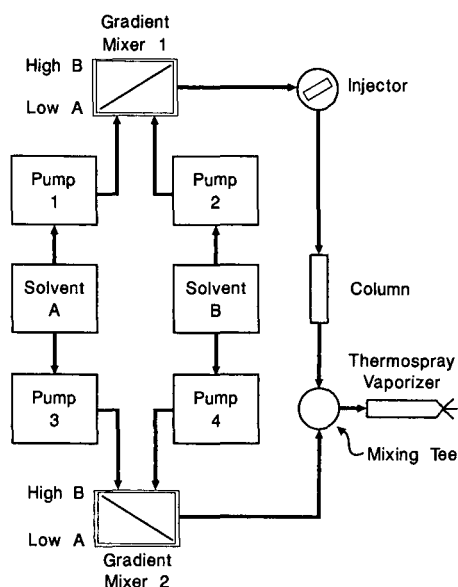 Gradient
Mixer 1
High B
Low A
Injector
Pump
1
Pump
2
Solvent
A
Solvent
B
Column
Pump
3
Pump
4
Thermospray
Vaporizer
Mixing Tee
High B
Low A
Gradient
Mixer 2